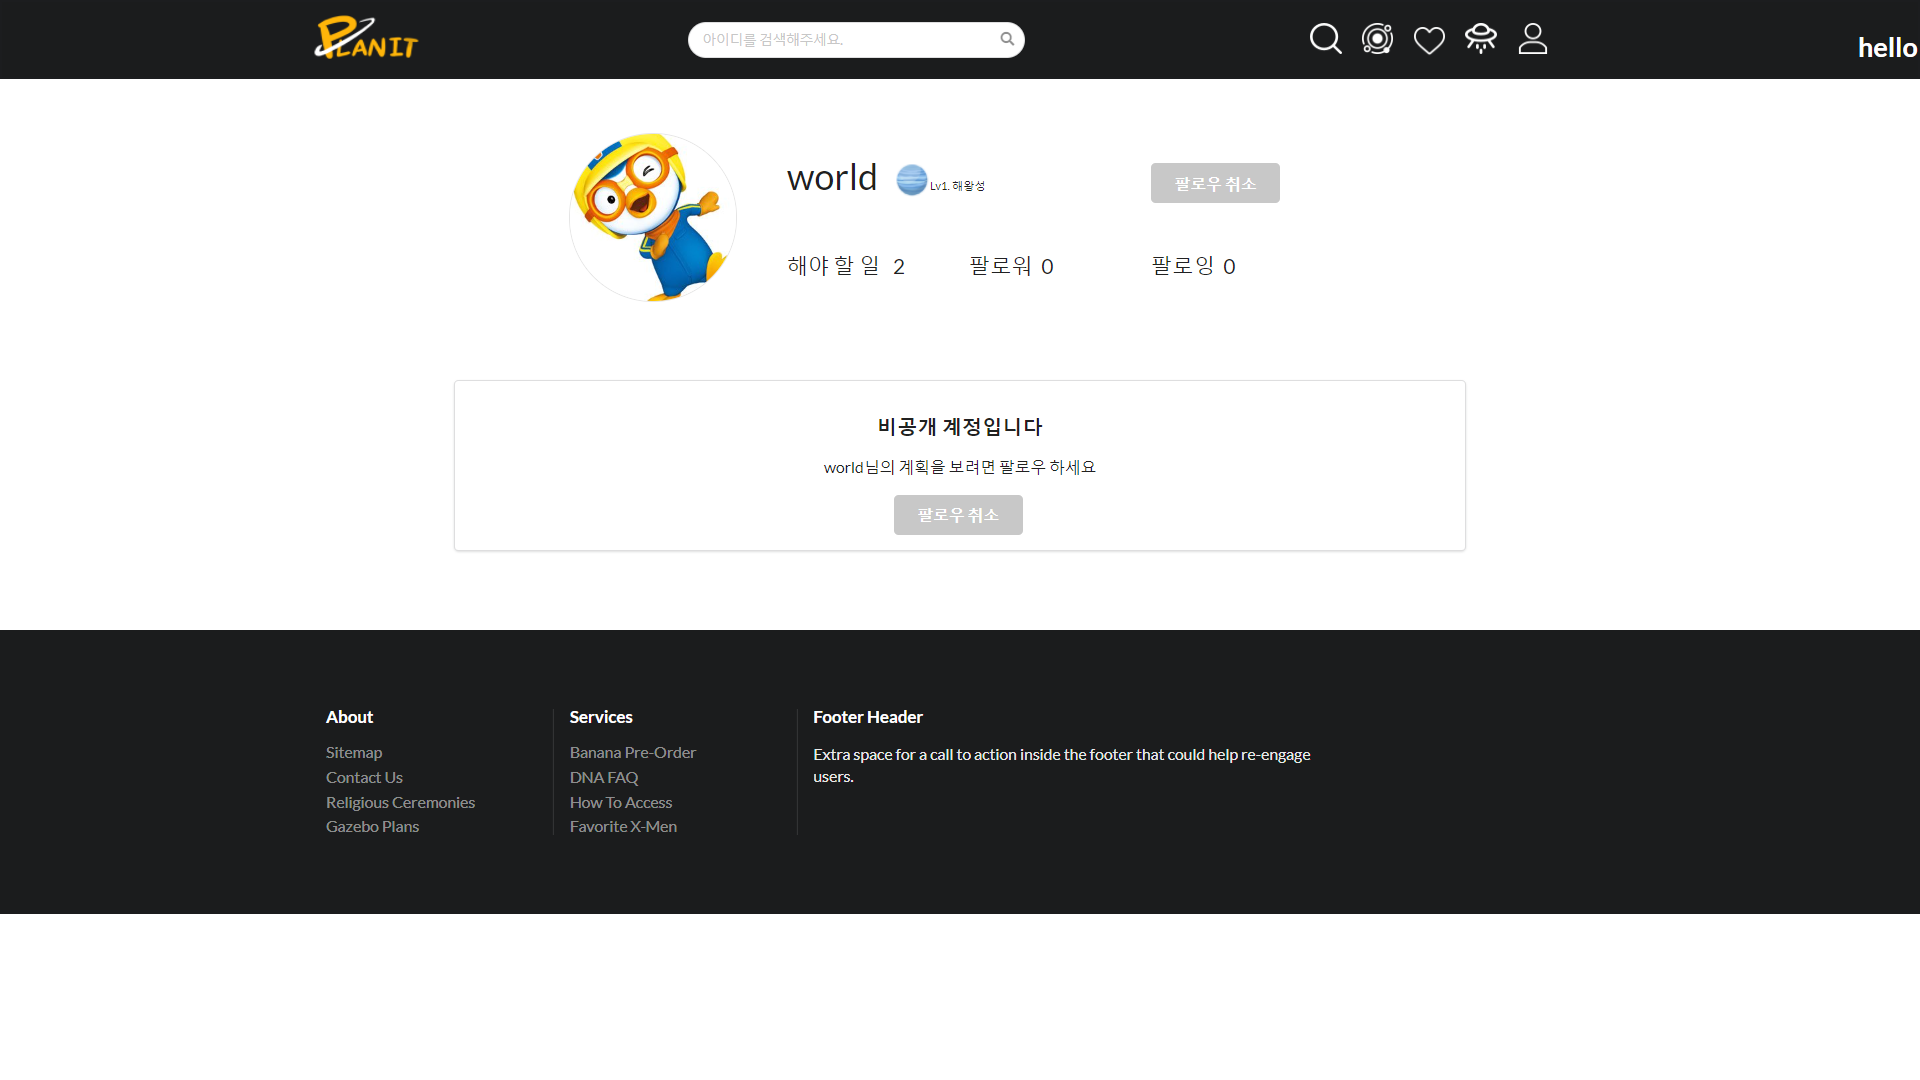 PLANIT
아이디를 검색해주세요.
hello
world
Lv1. 해왕성
팔로우 취소
해야 할 일 2
팔로워 0
팔로잉 0
비공개 계정입니다
world님의 계획을 보려면 팔로우 하세요
팔로우 취소
About
Sitemap
Contact Us
Religious Ceremonies
Gazebo Plans
Services
Banana Pre-Order
DNA FAQ
How To Access
Favorite X-Men
Footer Header
Extra space for a call to action inside the footer that could help re-engage
users.